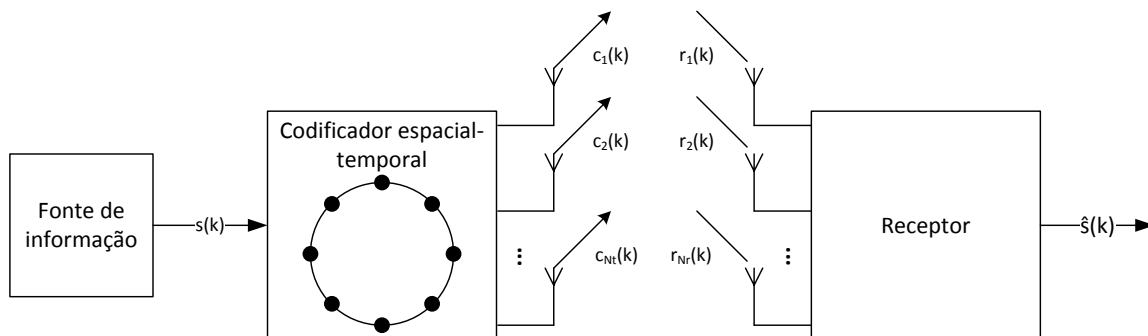 Fonte de
informação
s(k)
Codificador espacial-
temporal
c1(k)
c2(k)
...
cNt(k)
r1(k)
r2(k)
rNr(k)
...
Receptor
ŝ(k)